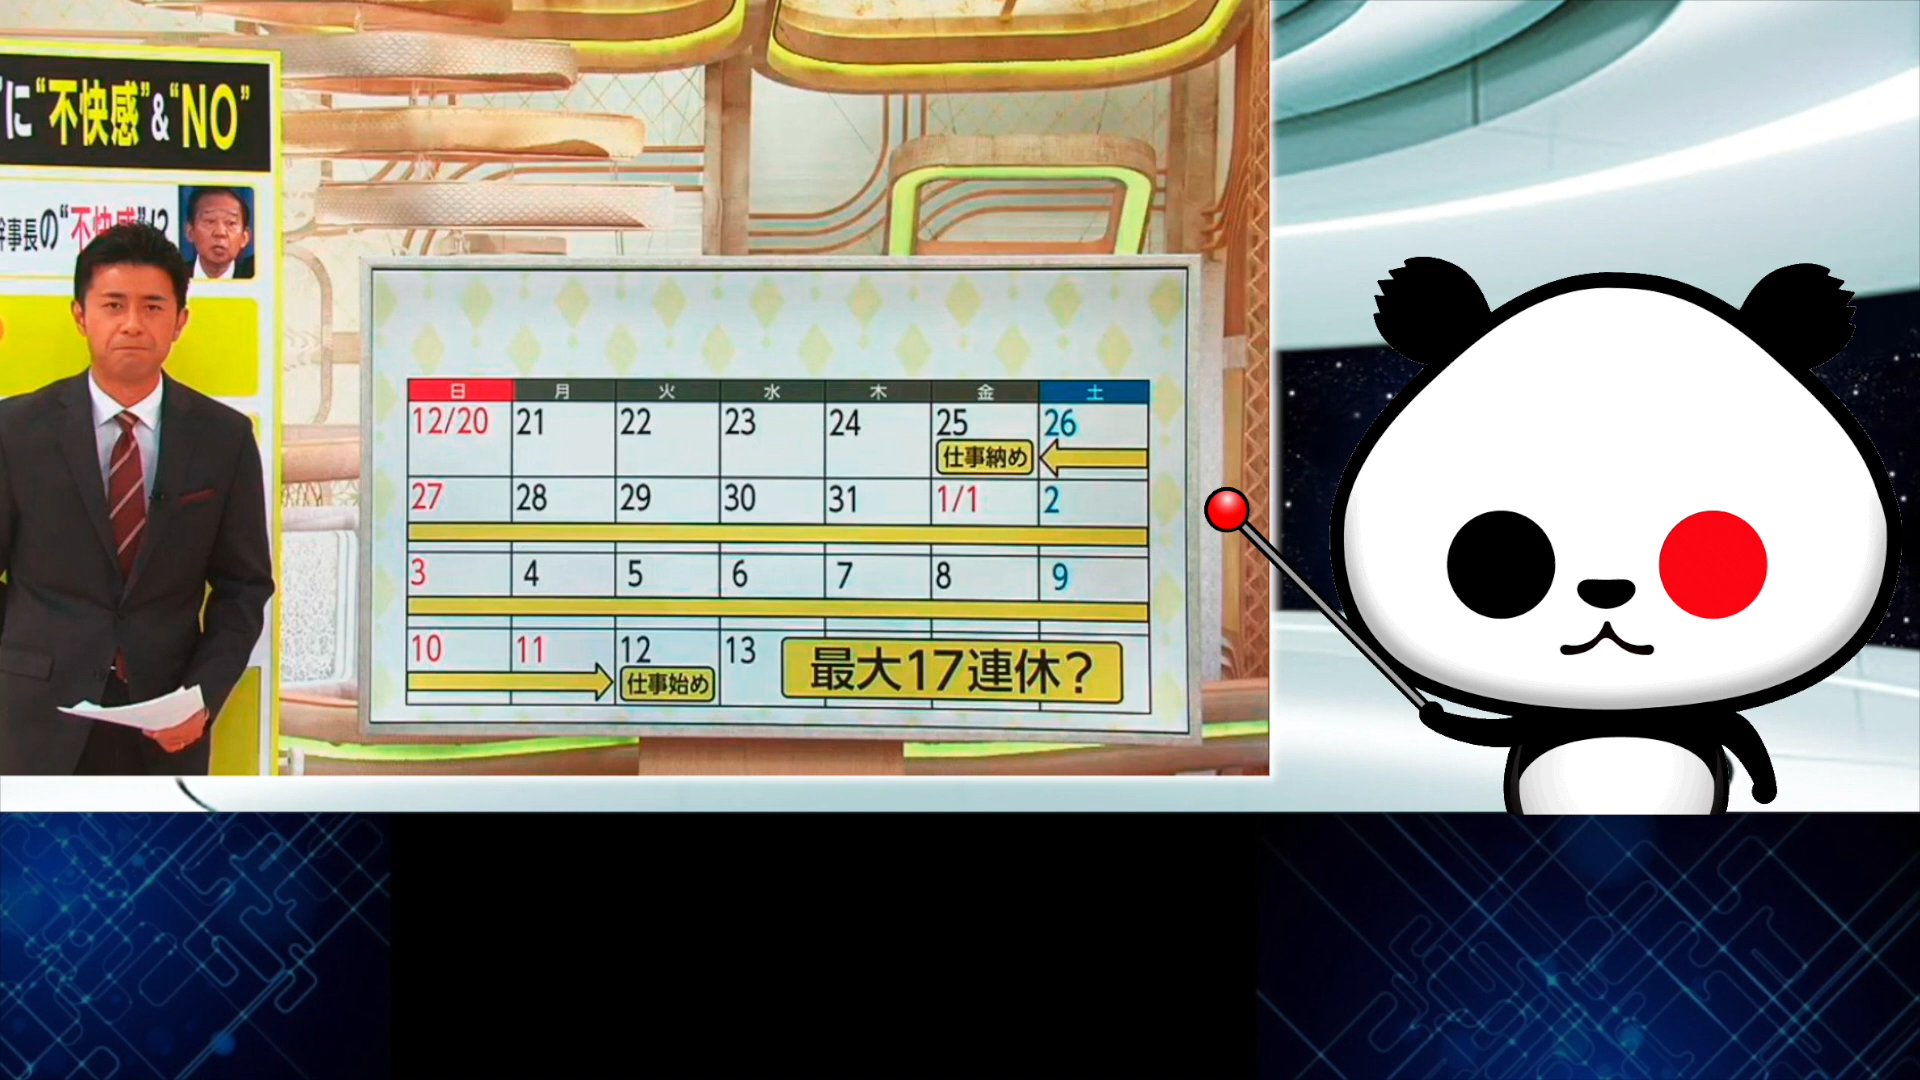 に“不快感”&“NO”
幹事長の“不快感”!?
日 月 火 水 木 金 土
12/20 21 22 23 24 25 26
仕事納め
27 28 29 30 31 1/1 2
3 4 5 6 7 8 9
10 11 12 13
仕事始め
最大17連休?